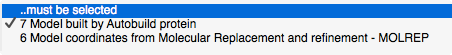 ..must be selected
✓ 7 Model built by Autobuild protein
6 Model coordinates from Molecular Replacement and refinement - MOLREP